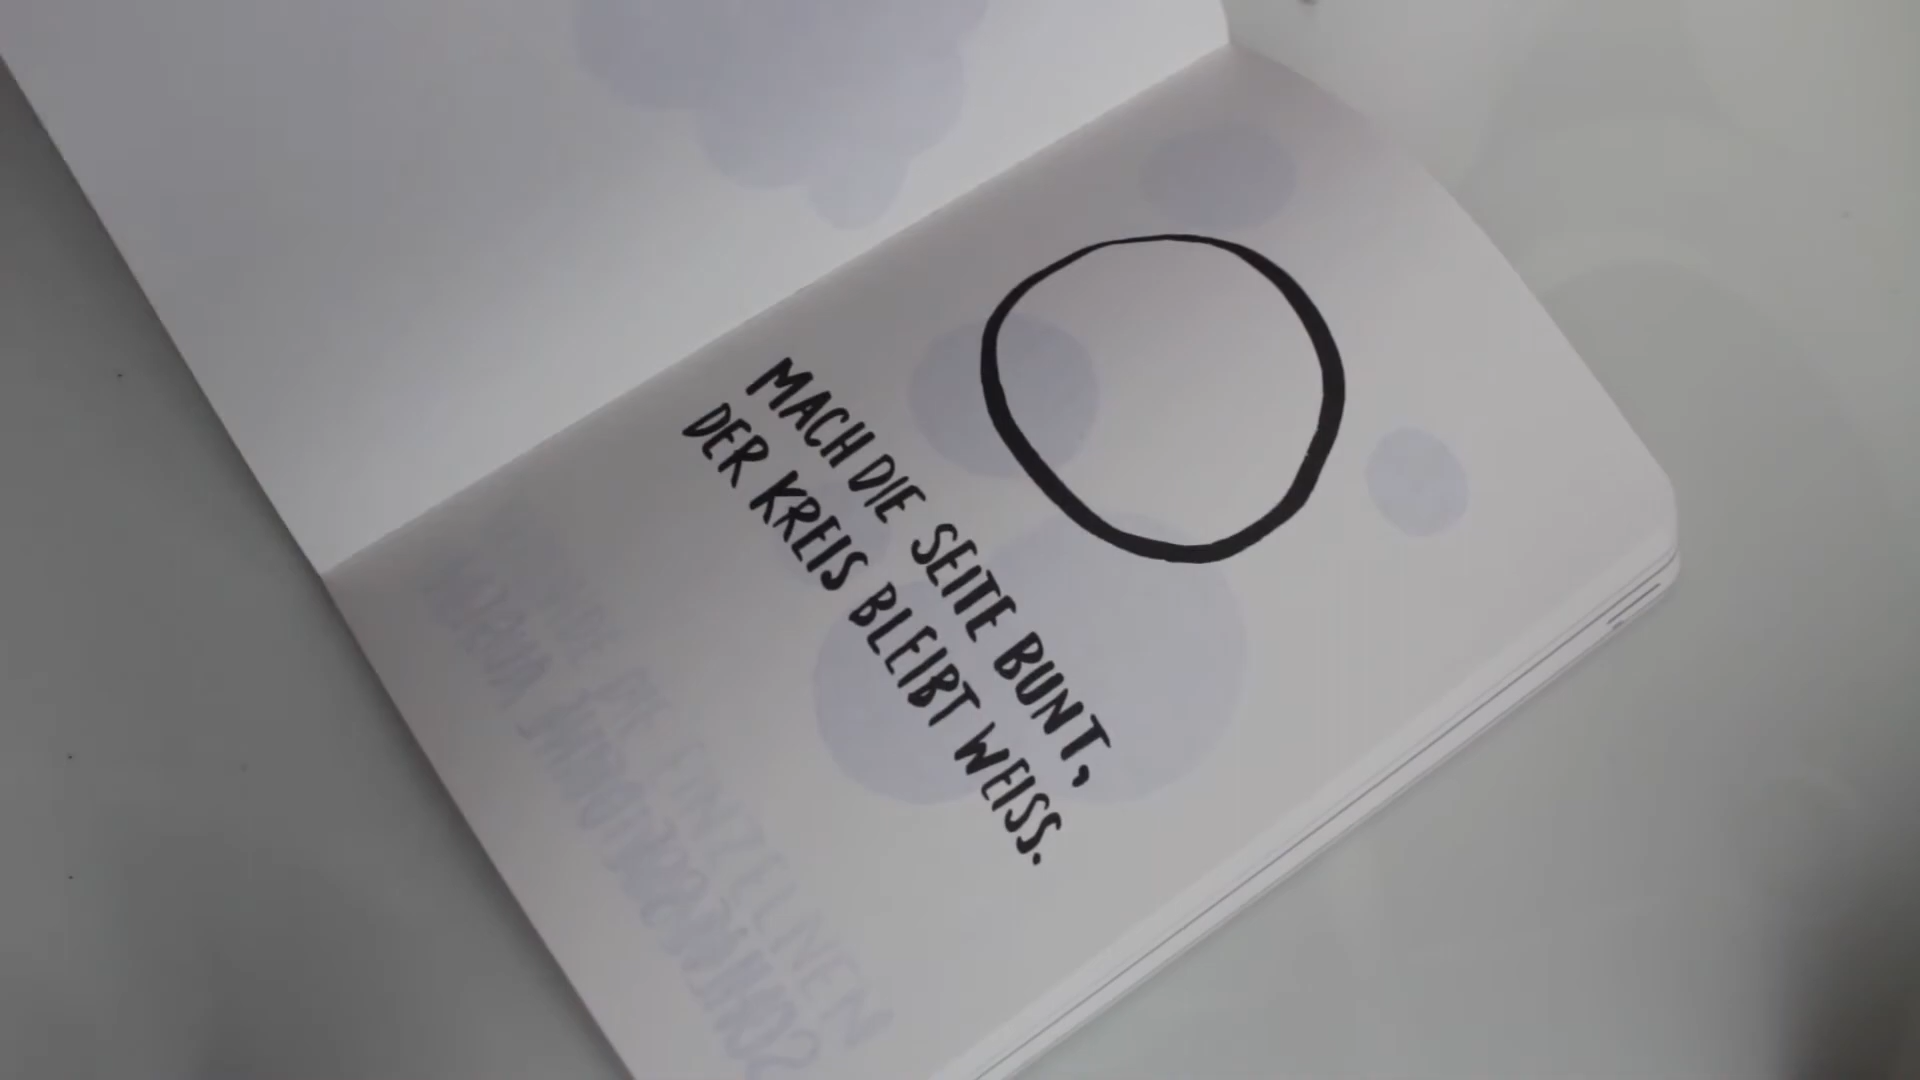 MACH DIE SEITE BUNT,
DER KREIS BLEIBT WEISS.